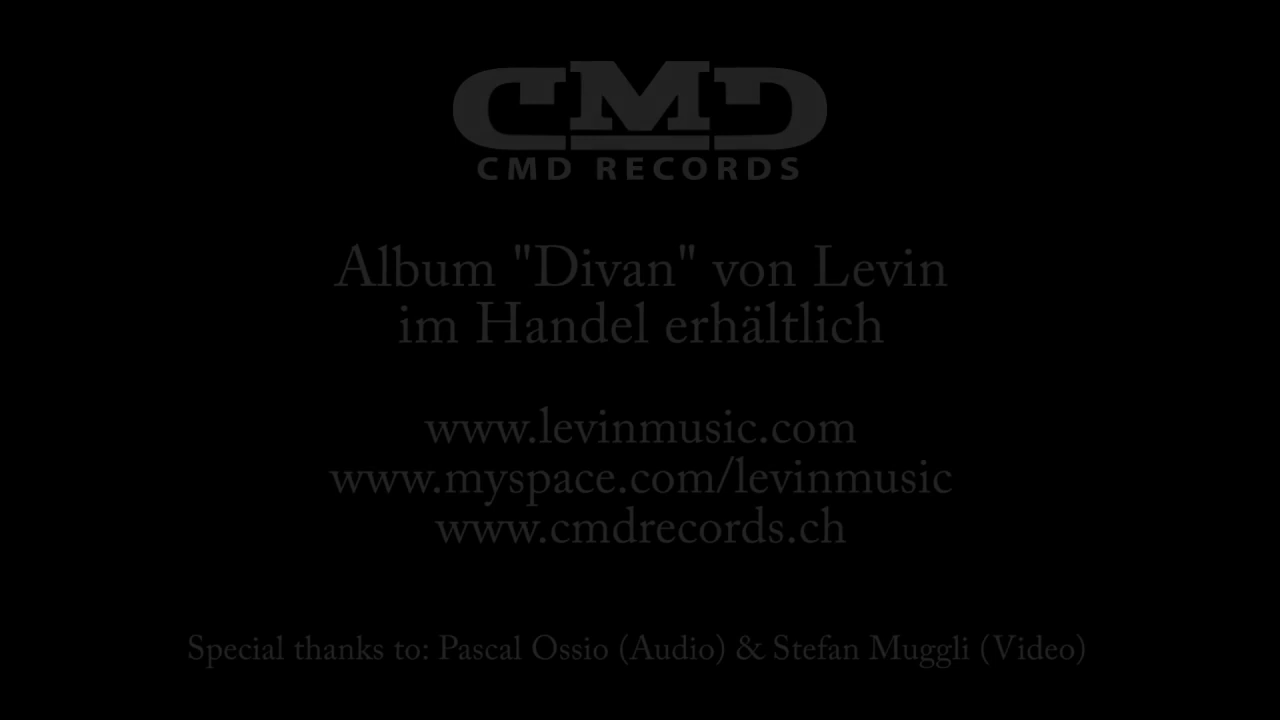 CMD
CMD RECORDS
Album "Divan" von Levin
im Handel erhältlich
www.levinmusic.com
www.myspace.com/levinmusic
www.cmdrecords.ch
Special thanks to: Pascal Ossio (Audio) & Stefan Muggli (Video)